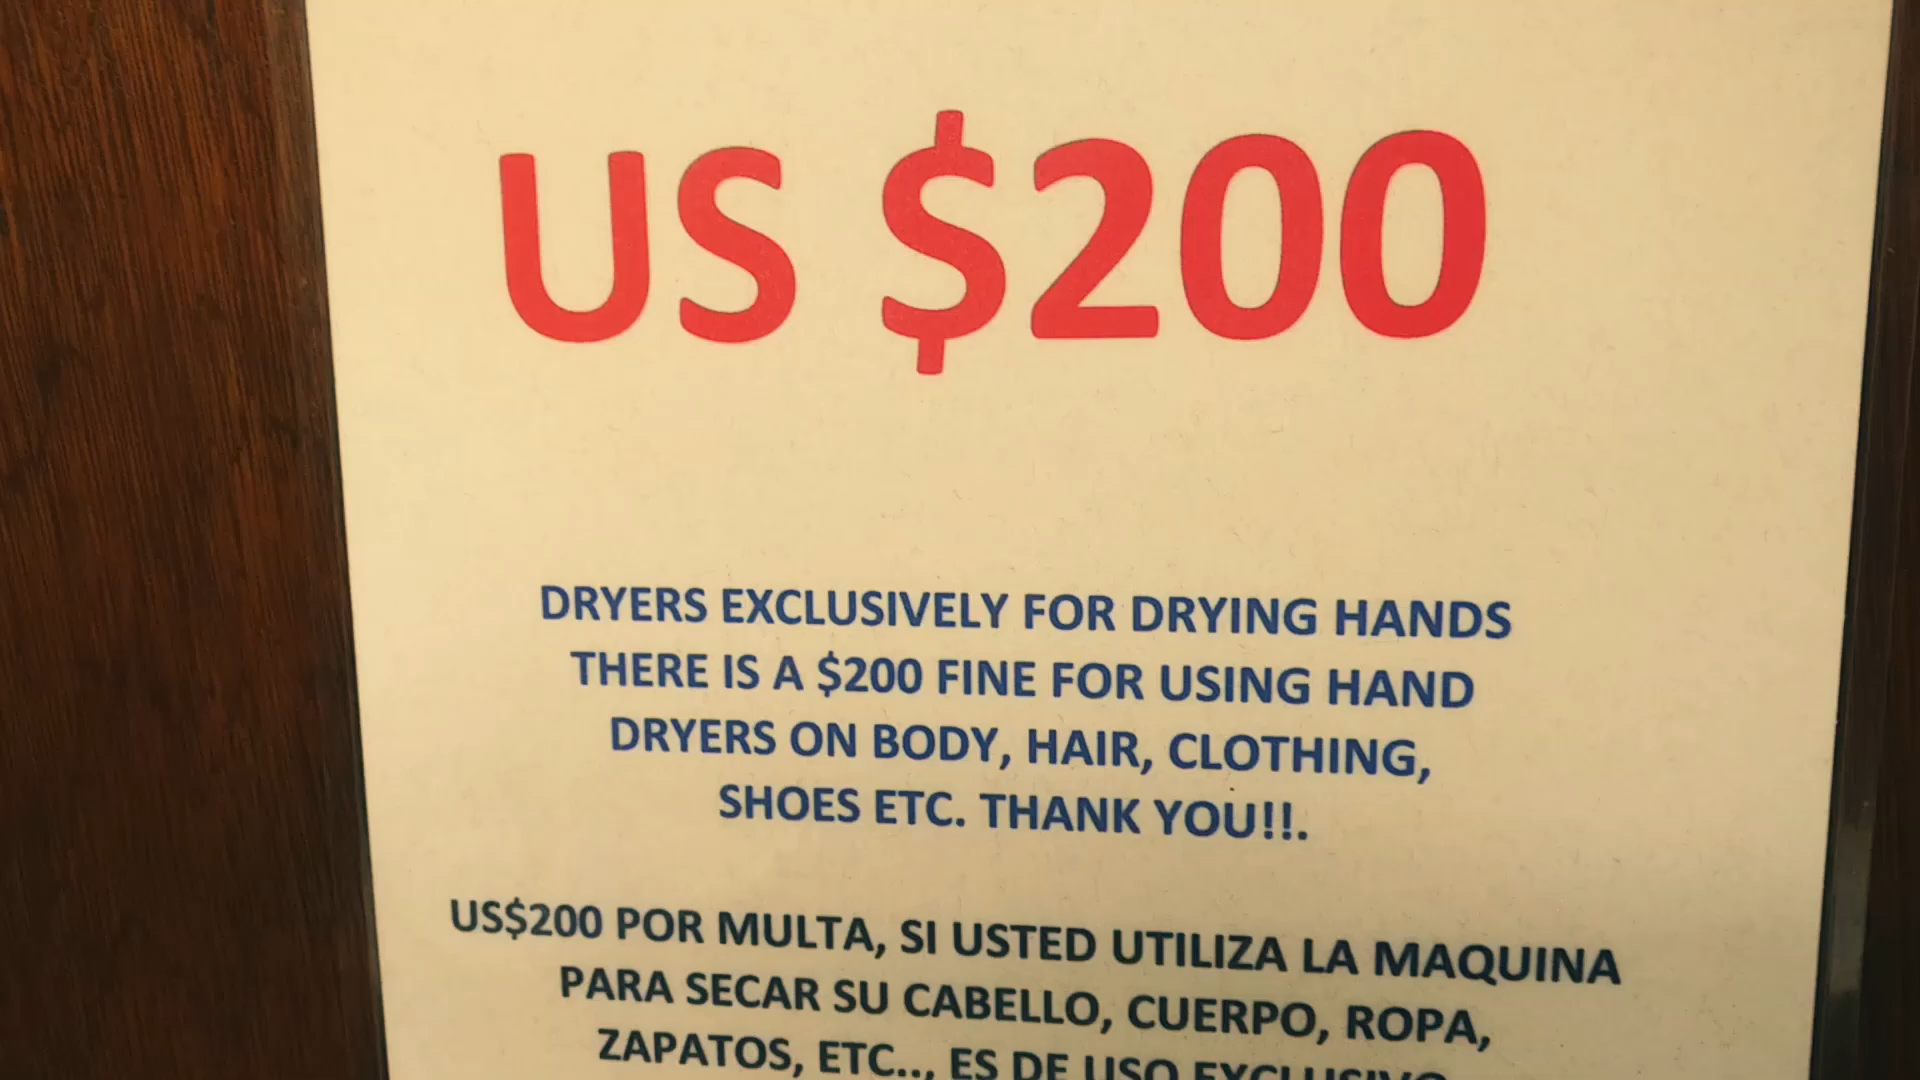 US $200
DRYERS EXCLUSIVELY FOR DRYING HANDS
THERE IS A $200 FINE FOR USING HAND
DRYERS ON BODY, HAIR, CLOTHING,
SHOES ETC. THANK YOU!!.
US$200 POR MULTA, SI USTED UTILIZA LA MAQUINA
PARA SECAR SU CABELLO, CUERPO, ROPA,
ZAPATOS, ETC.., ES DE USO EXCLUSIVO